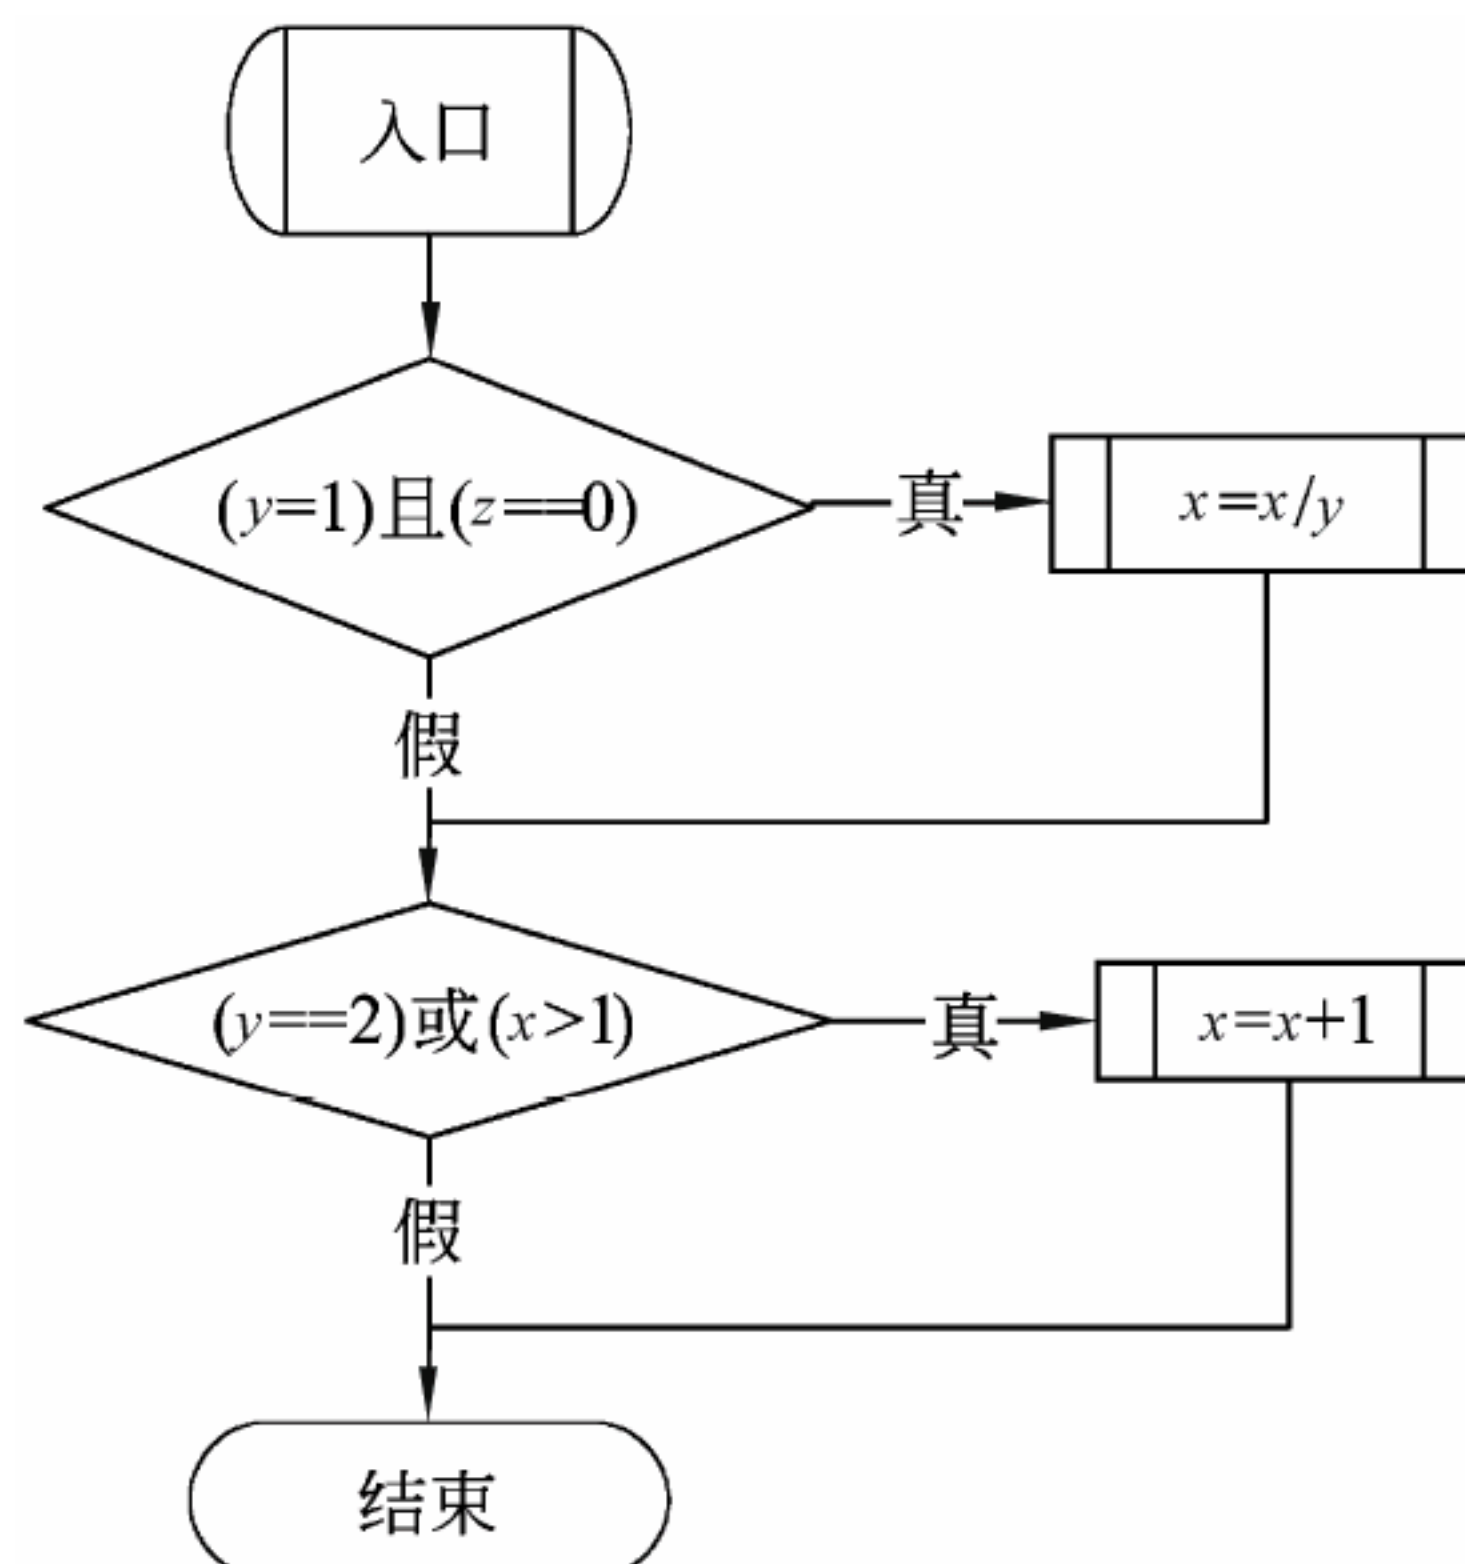 入口
(y=1)且(z==0)
真
x=x/y
假
(y==2)或(x>1)
真
x=x+1
假
结束